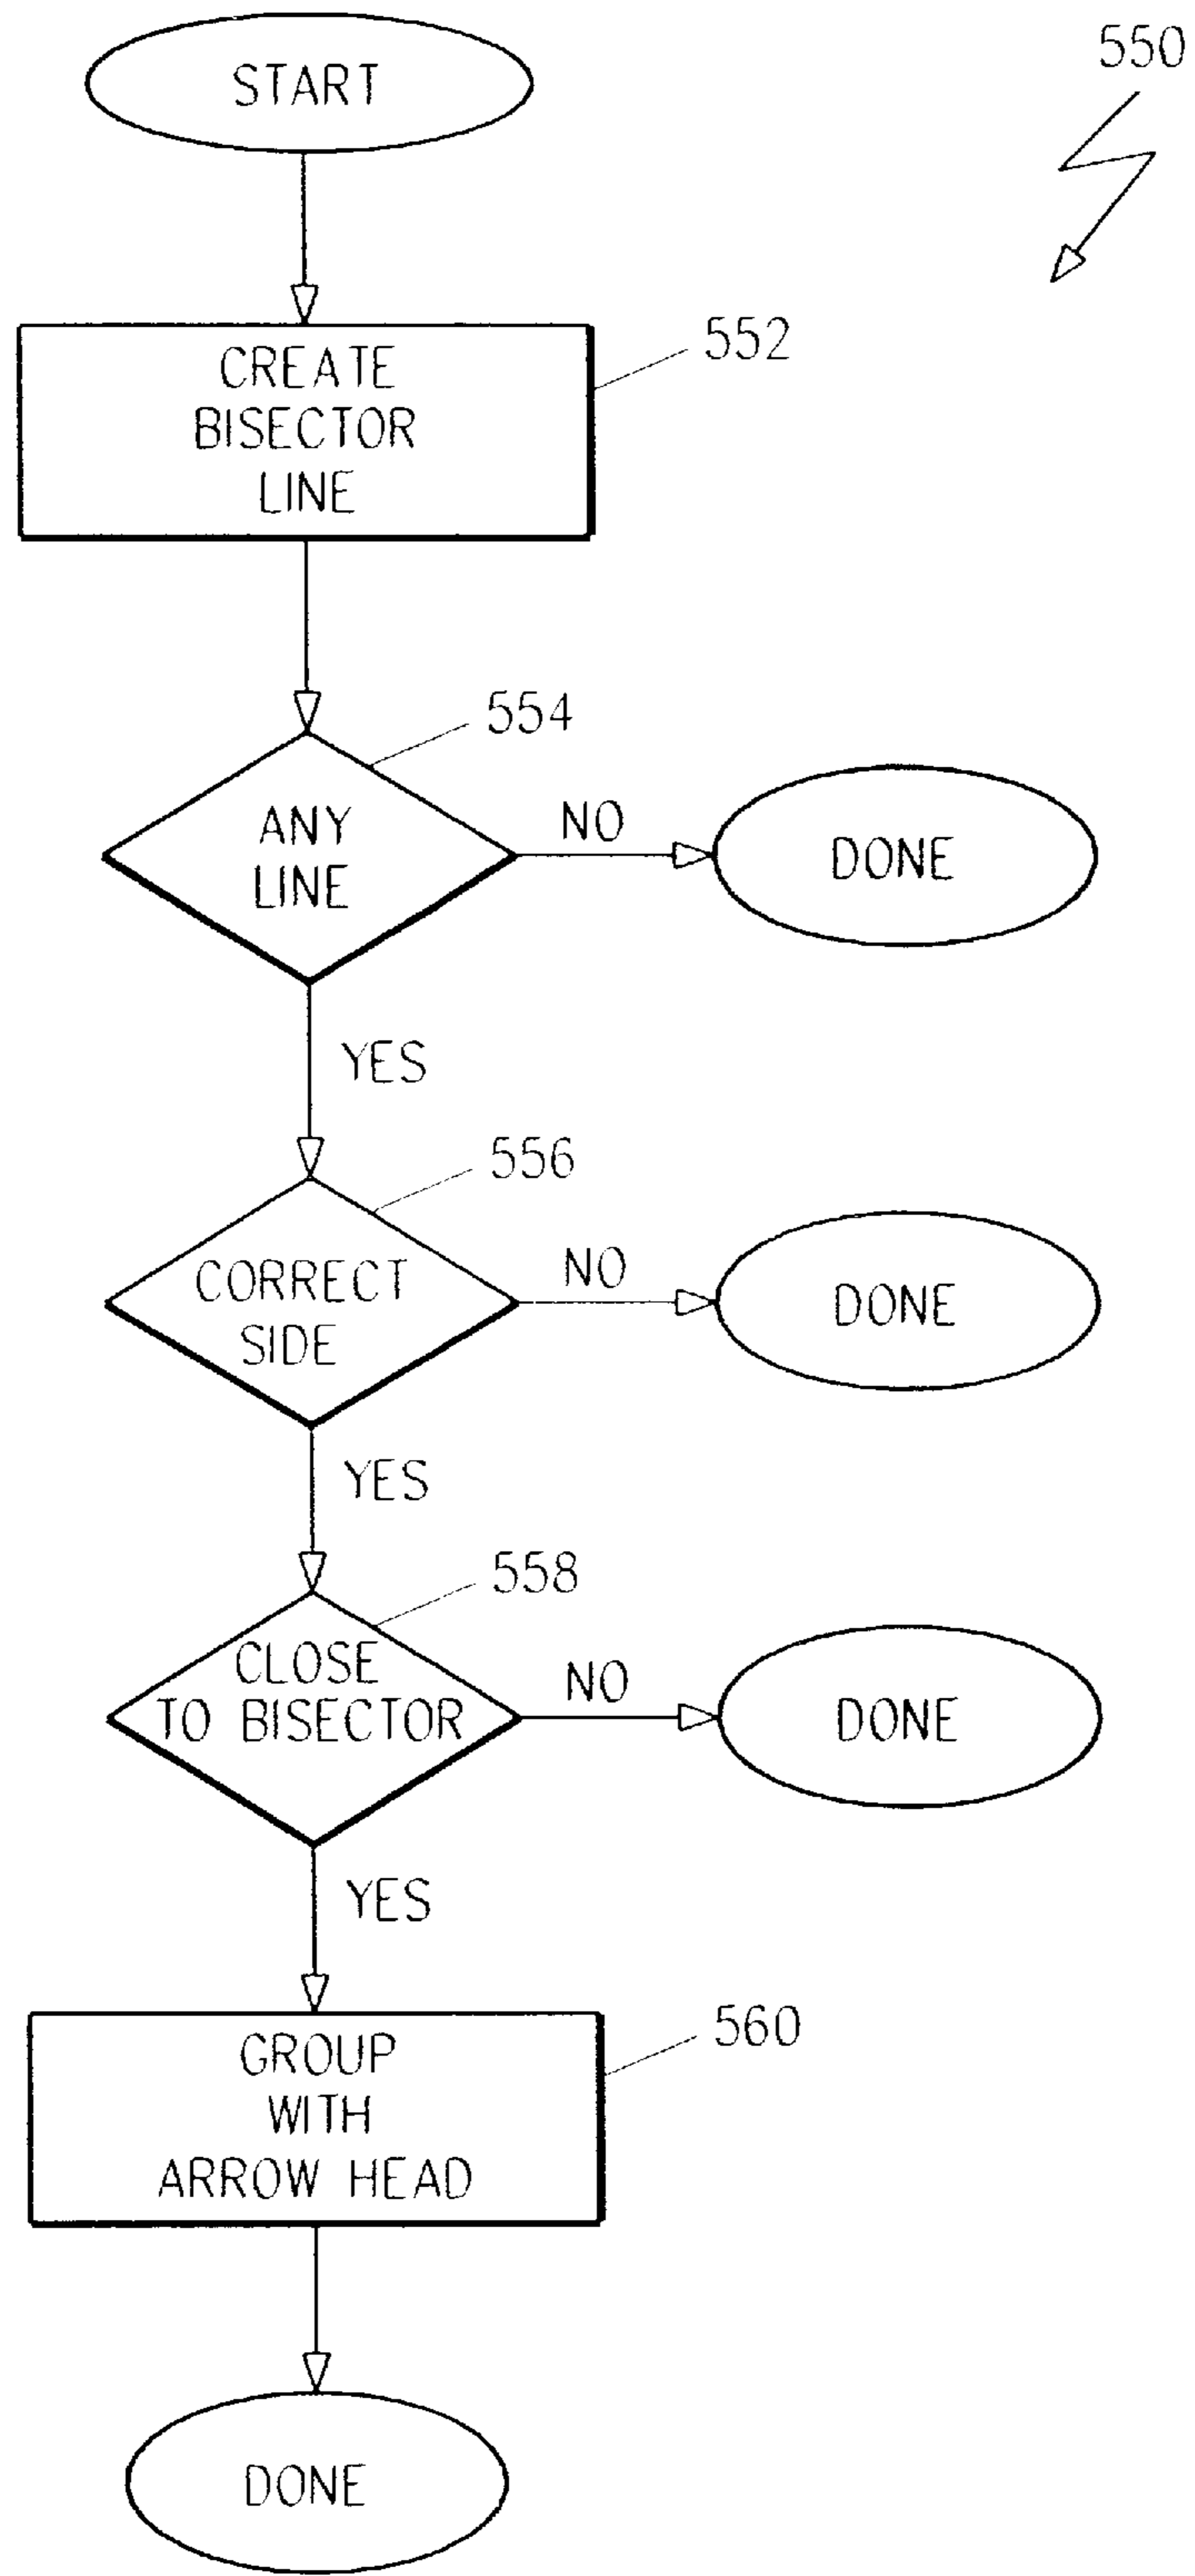 START
550
CREATE
BISECTOR
LINE
552
554
ANY
LINE
NO
DONE
YES
556
CORRECT
SIDE
NO
DONE
YES
558
CLOSE
TO BISECTOR
NO
DONE
YES
GROUP
WITH
ARROW HEAD
560
DONE